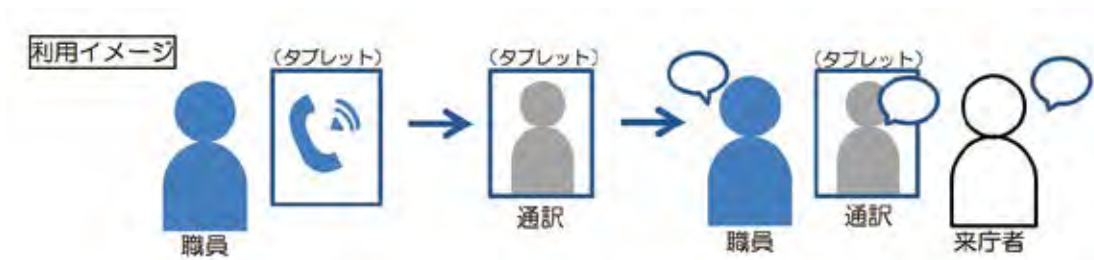 利用イメージ
（タブレット）
職員
（タブレット）
通訳
職員
（タブレット）
通訳
来庁者